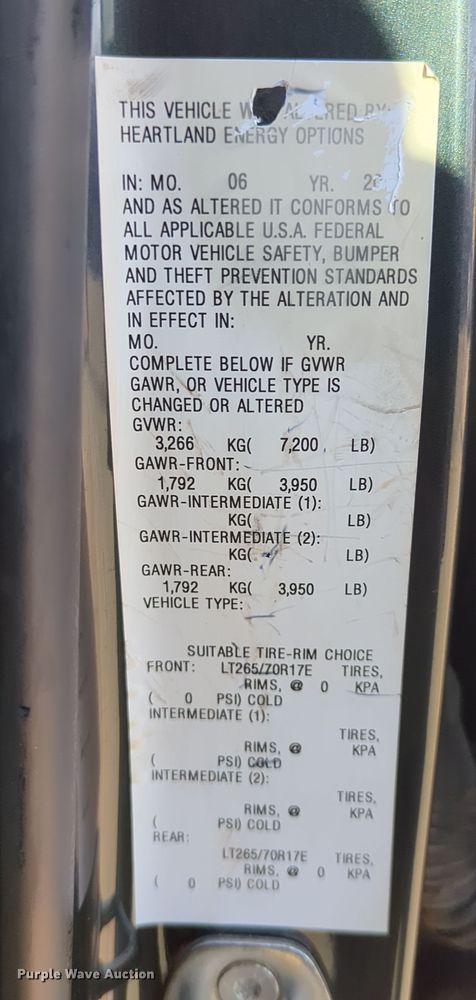 THIS VEHICLE W ALTERED BY:
HEARTLAND ENERGY OPTIONS
IN: MO. 06 YR.
AND AS ALTERED IT CONFORMS TO
ALL APPLICABLE U.S.A. FEDERAL
MOTOR VEHICLE SAFETY, BUMPER
AND THEFT PREVENTION STANDARDS
AFFECTED BY THE ALTERATION AND
IN EFFECT IN:
MO. YR.
COMPLETE BELOW IF GVWR
GAWR, OR VEHICLE TYPE IS
CHANGED OR ALTERED
GVWR:
3,266 KG( 7,200 LB)
GAWR-FRONT:
1,792 KG( 3,950 LB)
GAWR-INTERMEDIATE (1):
KG( LB)
GAWR-INTERMEDIATE (2):
KG( LB)
GAWR-REAR:
1,792 KG( 3,950 LB)
VEHICLE TYPE:
SUITABLE TIRE-RIM CHOICE
FRONT: LT265/70R17E TIRES,
RIMS, @ 0 KPA
( 0 PSI) COLD
INTERMEDIATE (1):
TIRES,
RIMS, @ KPA
( PSI) COLD
INTERMEDIATE (2):
TIRES,
RIMS, @ KPA
( PSI) COLD
REAR:
LT265/70R17E TIRES,
RIMS, @ 0 KPA
( 0 PSI) COLD
Purple Wave Auction